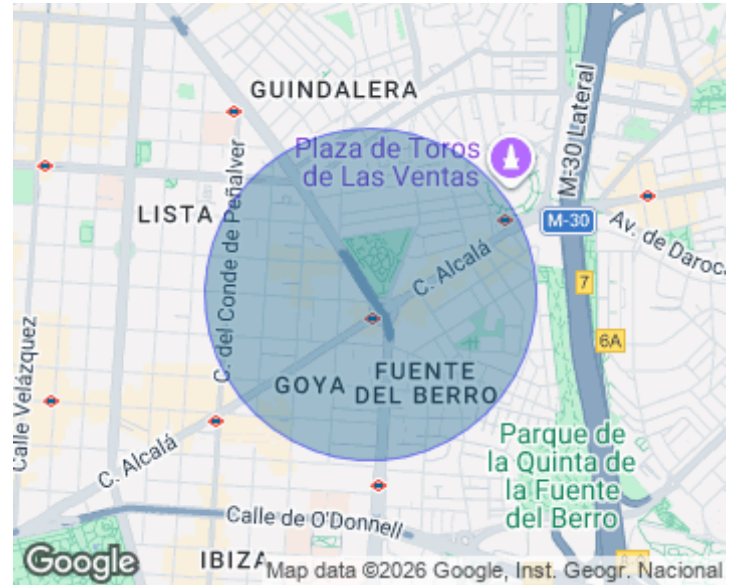 GUINDALERA
Plaza de Toros
de Las Ventas
M-30 Lateral
C. del Conde de Peñalver
LISTA
M-30
Av. de Daroca
C. Alcalá
7
6A
Calle Velázquez
GOYA
FUENTE
DEL BERRO
C. Alcalá
Parque de
la Quinta de
la Fuente
del Berro
Calle de O'Donnell
IBIZA
Google
Map data ©2026 Google, Inst. Geogr. Nacional